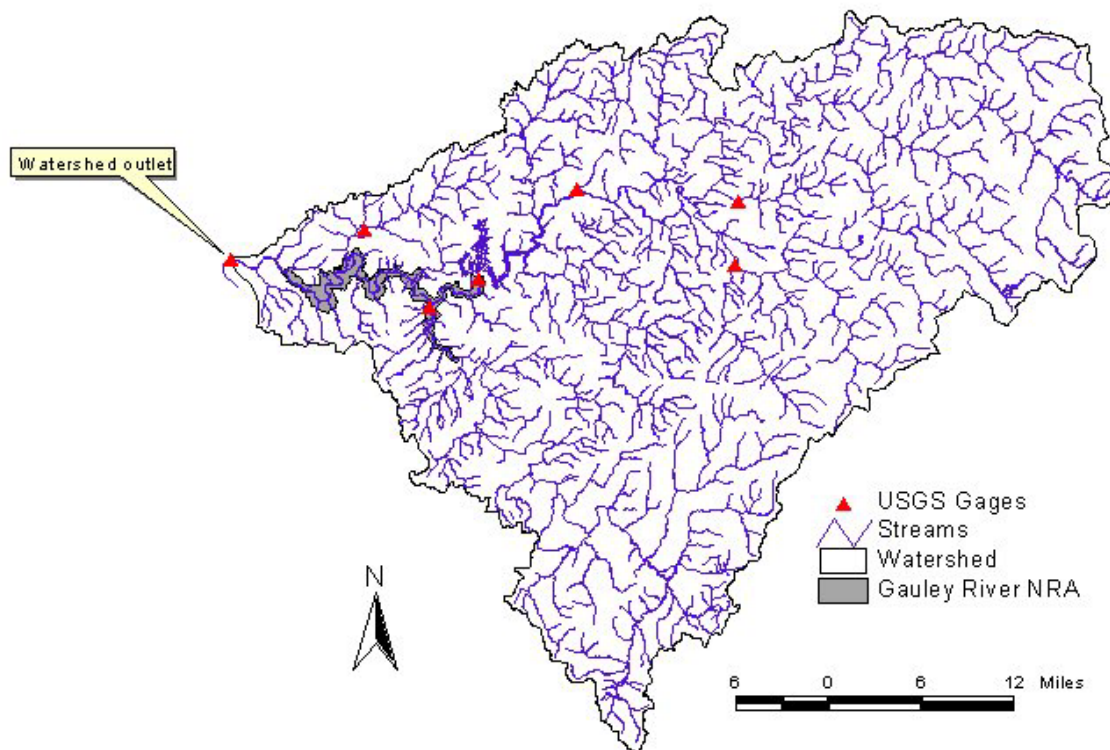 Watershed outlet
USGS Gages
Streams
Watershed
Gauley River NRA
N
6 0 6 12 Miles